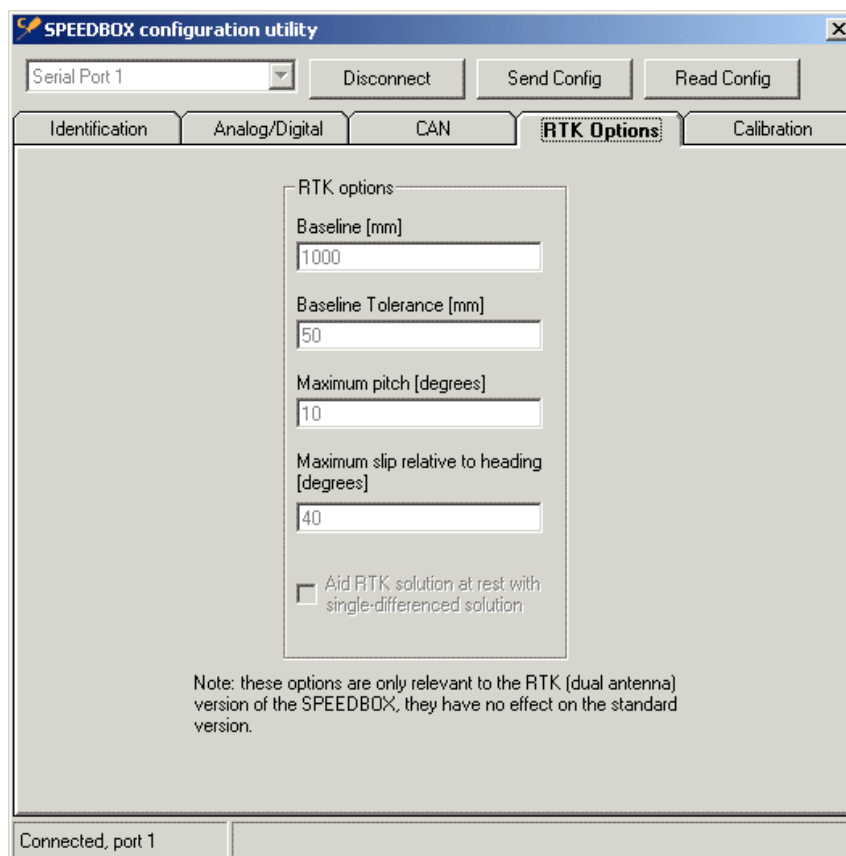 SPEEDBOX configuration utility
Serial Port 1
Disconnect
Send Config
Read Config
Identification
Analog/Digital
CAN
RTK Options
Calibration
RTK options
Baseline [mm]
1000
Baseline Tolerance [mm]
50
Maximum pitch [degrees]
10
Maximum slip relative to heading
[degrees]
40
Aid RTK solution at rest with
single-differenced solution
Note: these options are only relevant to the RTK (dual antenna)
version of the SPEEDBOX, they have no effect on the standard
version.
Connected, port 1